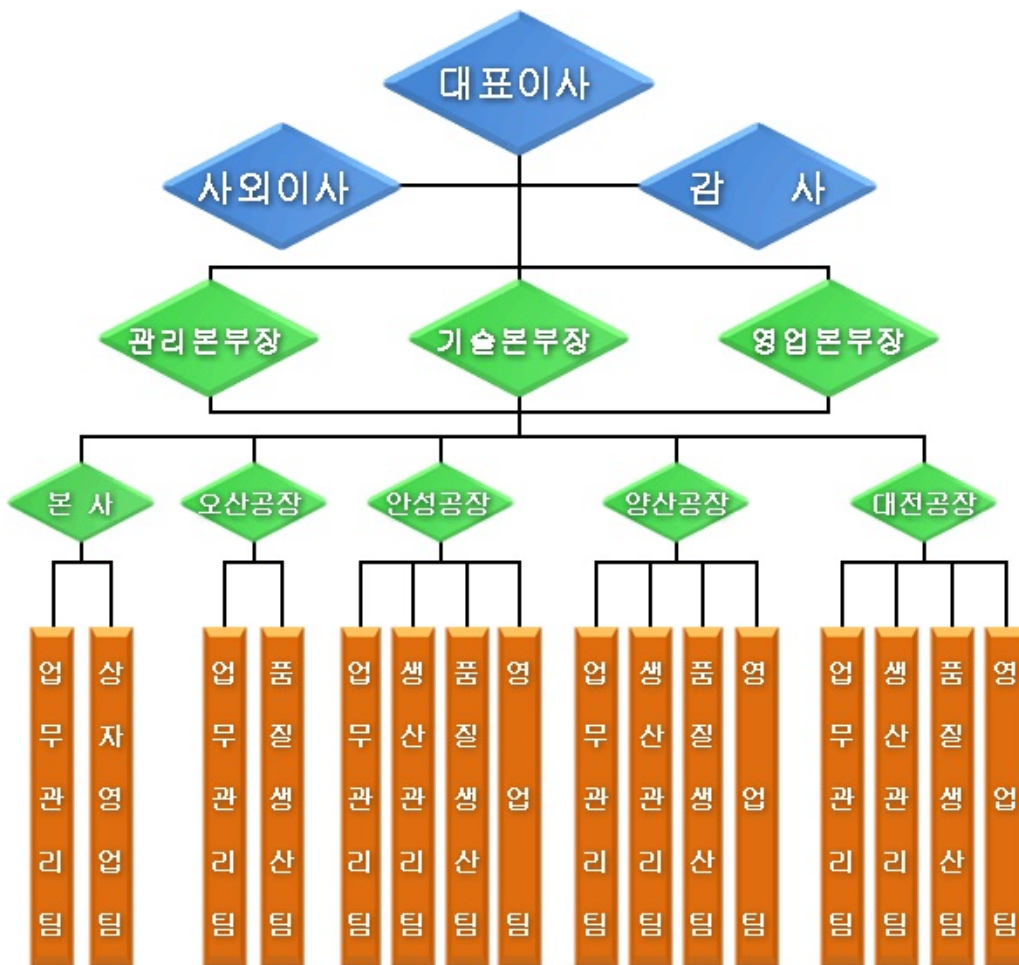 대표이사
사외이사
감 사
관리본부장
기술본부장
영업본부장
본 사
오산공장
안성공장
양산공장
대전공장
업무관리팀
상자영업팀
업무관리팀
품질생산팀
업무관리팀
생산관리팀
품질생산팀
영업팀
업무관리팀
생산관리팀
품질생산팀
영업팀
업무관리팀
생산관리팀
품질생산팀
영업팀